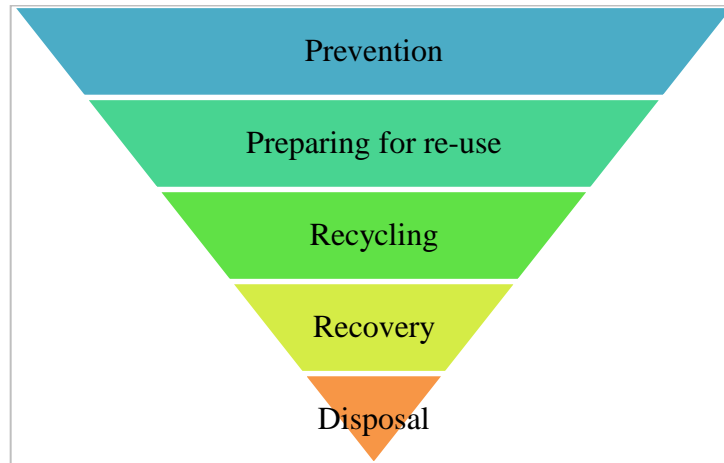 Prevention
Preparing for re-use
Recycling
Recovery
Disposal